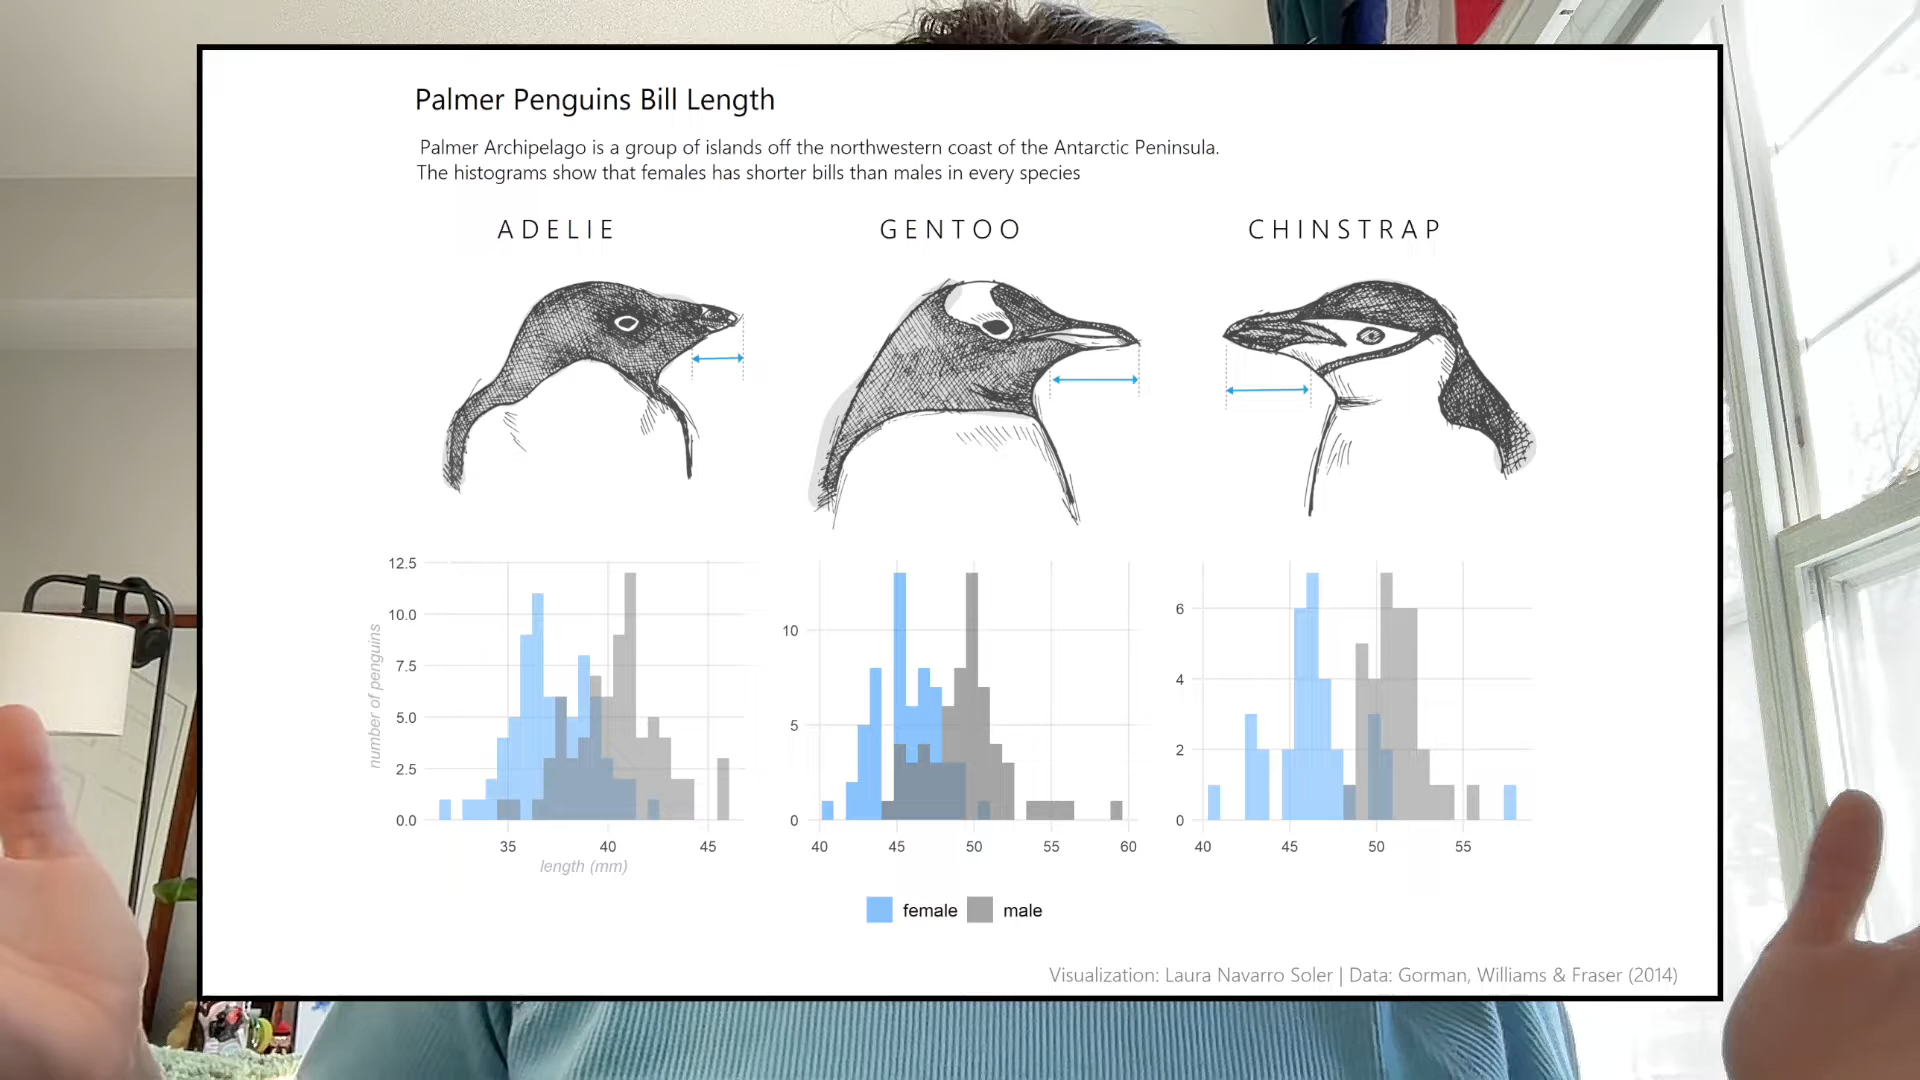 Palmer Penguins Bill Length
Palmer Archipelago is a group of islands off the northwestern coast of the Antarctic Peninsula.
The histograms show that females has shorter bills than males in every species
ADELIE
GENTOO
CHINSTRAP
number of penguins
12.5
10.0
7.5
5.0
2.5
0.0
35
40
45
length (mm)
10
5
0
40
45
50
55
60
6
4
2
0
40
45
50
55
female
male
Visualization: Laura Navarro Soler | Data: Gorman, Williams & Fraser (2014)